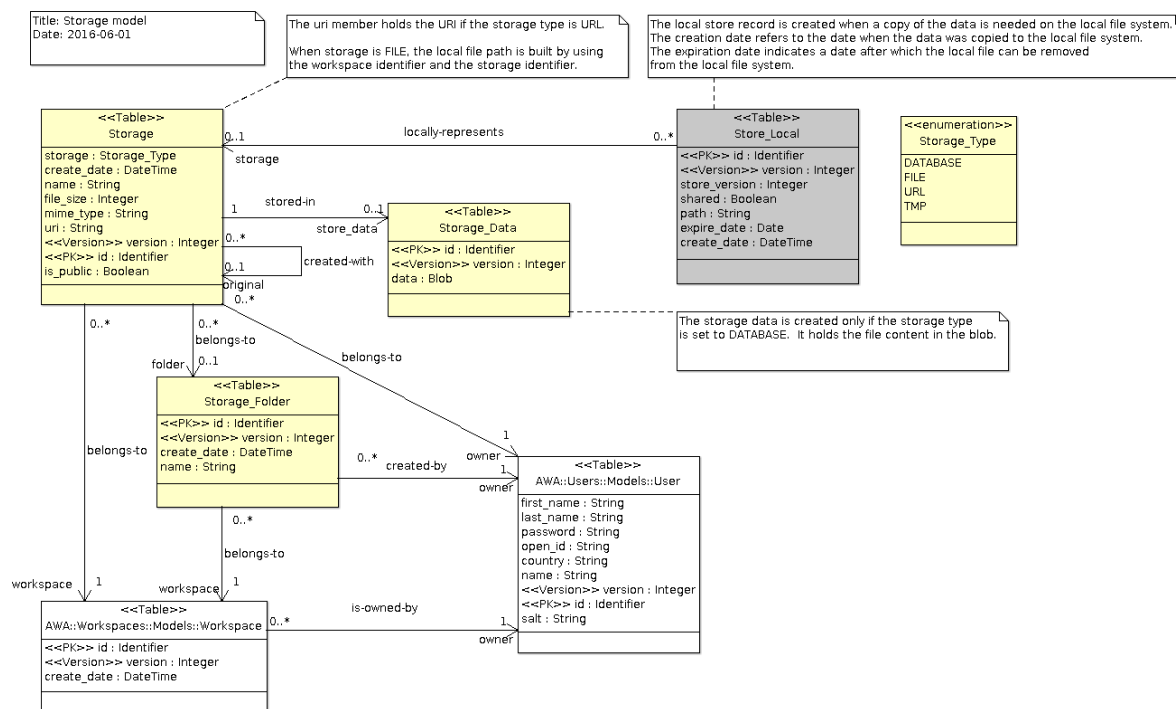 Title: Storage model
Date: 2016-06-01
The uri member holds the URI if the storage type is URL.
When storage is FILE, the local file path is built by using
the workspace identifier and the storage identifier.
The local store record is created when a copy of the data is needed on the local file system.
The creation date refers to the date when the data was copied to the local file system.
The expiration date indicates a date after which the local file can be removed
from the local file system.
<<Table>>
Storage
storage : Storage_Type
create_date : DateTime
name : String
file_size : Integer
mime_type : String
uri : String
<<Version>> version : Integer
<<PK>> id : Identifier
is_public : Boolean
0..1
locally-represents
0..*
storage
<<Table>>
Store_Local
<<PK>> id : Identifier
<<Version>> version : Integer
store_version : Integer
shared : Boolean
path : String
expire_date : Date
create_date : DateTime
<<enumeration>>
Storage_Type
DATABASE
FILE
URL
TMP
stored-in
1
0..1
store_data
0..*
created-with
0..1
original
<<Table>>
Storage_Data
<<PK>> id : Identifier
<<Version>> version : Integer
data : Blob
The storage data is created only if the storage type
is set to DATABASE.  It holds the file content in the blob.
0..*
0..*
0..*
belongs-to
belongs-to
folder
0..1
<<Table>>
Storage_Folder
<<PK>> id : Identifier
<<Version>> version : Integer
create_date : DateTime
name : String
belongs-to
1
owner
0..*
created-by
1
owner
<<Table>>
AWA::Users::Models::User
first_name : String
last_name : String
password : String
open_id : String
country : String
name : String
<<Version>> version : Integer
<<PK>> id : Identifier
salt : String
0..*
belongs-to
workspace
1
workspace
1
<<Table>>
AWA::Workspaces::Models::Workspace
<<PK>> id : Identifier
<<Version>> version : Integer
create_date : DateTime
is-owned-by
0..*
1
owner